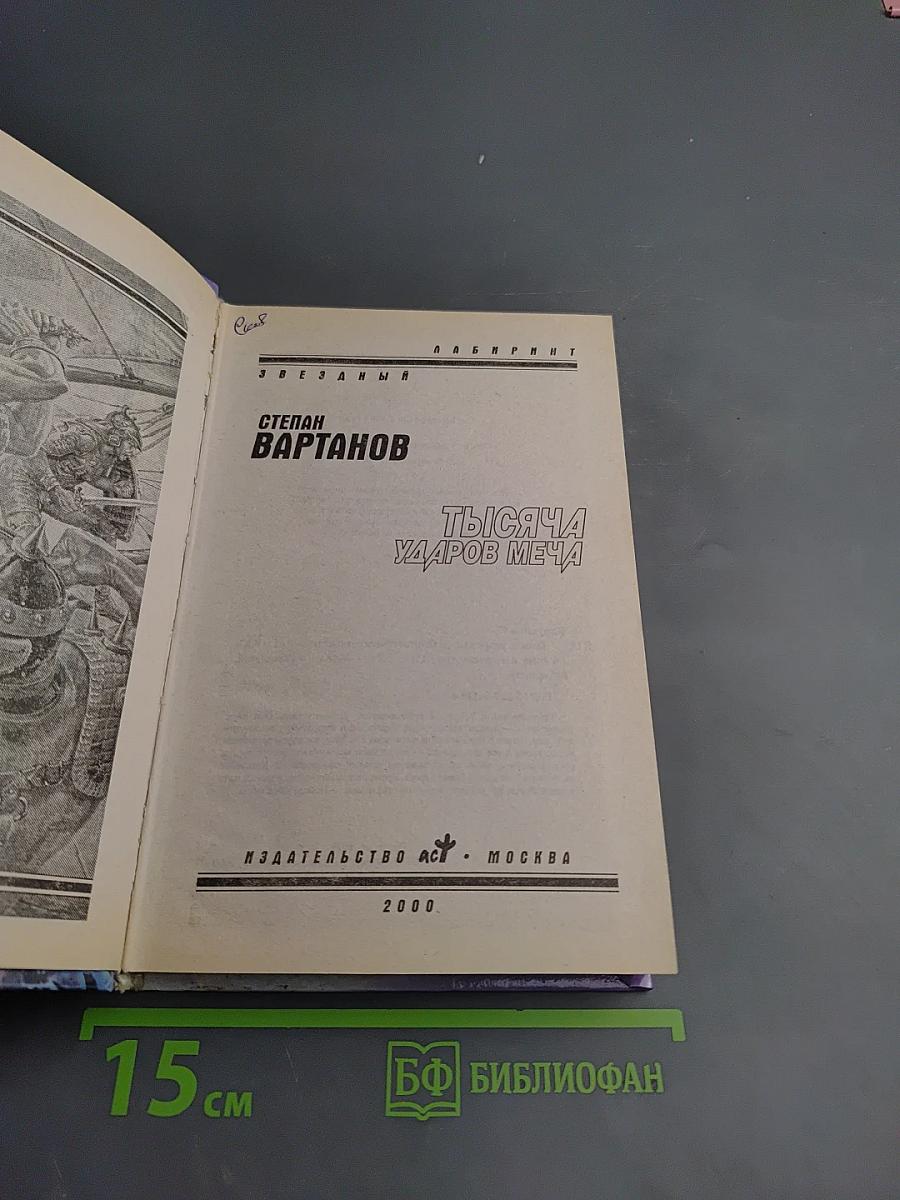 ЛАБИРИНТ
ЗВЕЗДНЫЙ
СТЕПАН
ВАРТАНОВ
ТЫСЯЧА
УДАРОВ МЕЧА
ИЗДАТЕЛЬСТВО АСТ • МОСКВА
2000
15 СМ
БФ БИБЛИОФАН